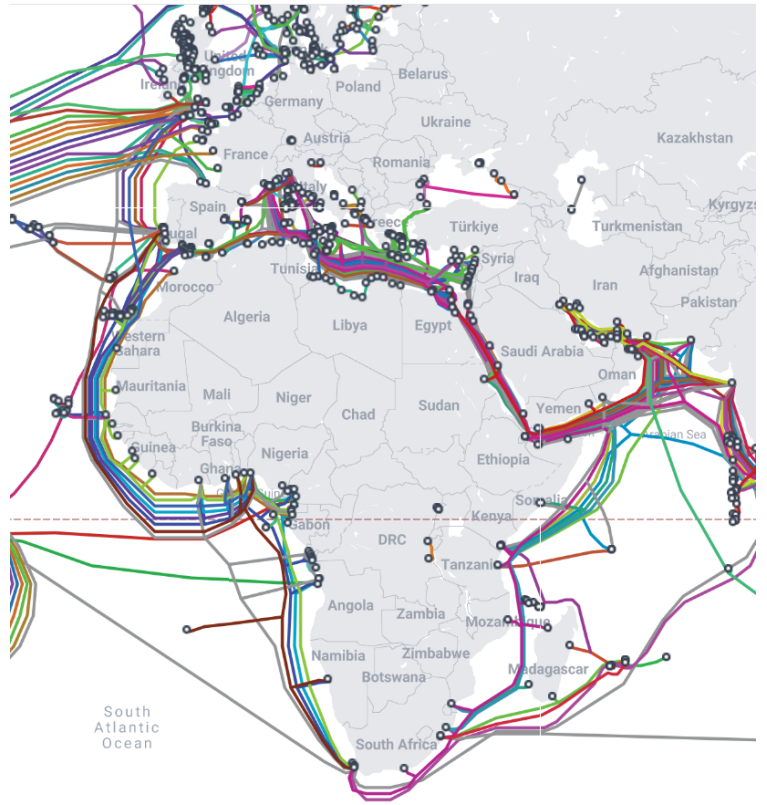 United
Kingdom
Ireland
Belarus
Poland
Germany
Ukraine
Austria
Kazakhstan
France
Romania
Italy
Spain
Greece
Türkiye
Turkmenistan
Portugal
Syria
Tunisia
Afghanistan
Morocco
Iraq
Iran
Pakistan
Algeria
Libya
Egypt
Western
Sahara
Saudi Arabia
Oman
Mauritania
Mali
Niger
Chad
Sudan
Yemen
Burkina
Faso
Arabian Sea
Guinea
Nigeria
Ethiopia
Ghana
Somalia
Gabon
Kenya
DRC
Tanzania
Angola
Zambia
Mozambique
Namibia
Zimbabwe
Madagascar
Botswana
South
Atlantic
Ocean
South Africa